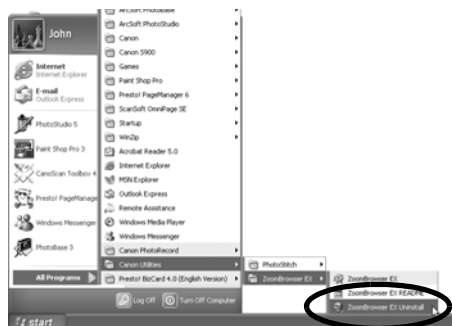 John
Internet
Internet Explorer
E-mail
Outlook Express
PhotoStudio 5
Paint Shop Pro 3
CanoScan Toolbox 4
Presto! PageManage
Windows Messenger
PhotoBase 3
All Programs
ArcSoft PhotoBase
ArcSoft PhotoStudio
Canon
Canon S900
Games
Paint Shop Pro
Presto! PageManager 6
ScanSoft OmniPage SE
Startup
WinZip
Acrobat Reader 5.0
Internet Explorer
MSN Explorer
Outlook Express
Remote Assistance
Windows Media Player
Windows Messenger
Canon PhotoRecord
Canon Utilities
Presto! BizCard 4.0 (English Version)
PhotoStitch
ZoomBrowser EX
ZoomBrowser EX
ZoomBrowser EX README
ZoomBrowser EX Uninstall
Log Off
Turn Off Computer
start